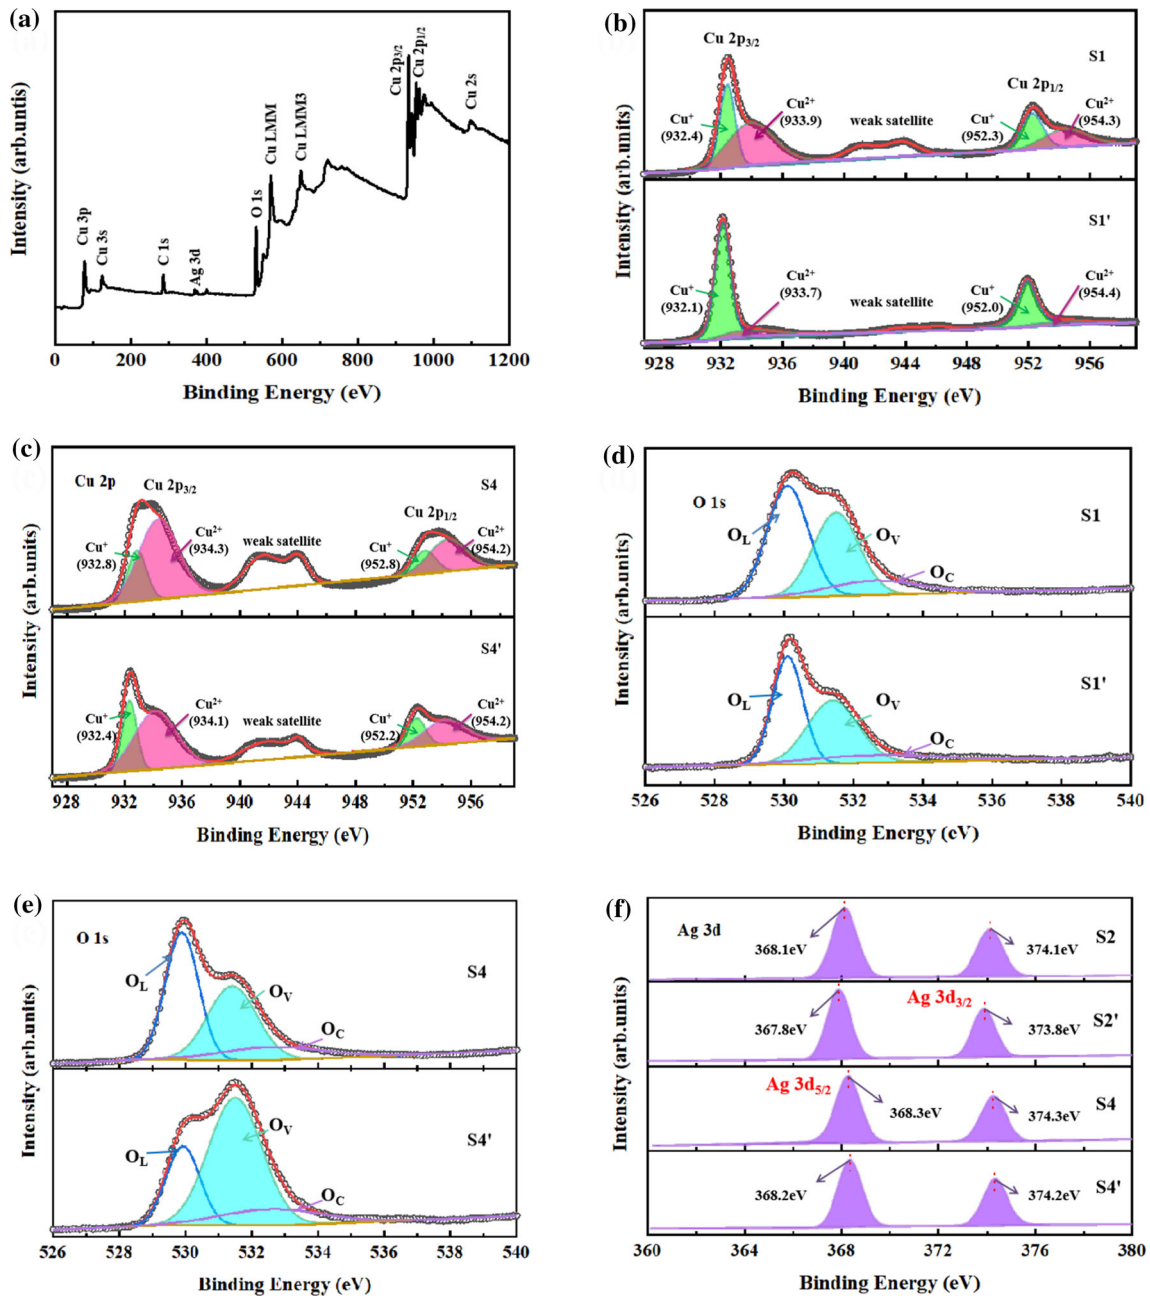 (a)
Intensity (arb.units)
Cu 3p
Cu 3s
C 1s
Ag 3d
O 1s
Cu LMM
Cu LMM3
Cu 2p3/2
Cu 2p1/2
Cu 2s
0 200 400 600 800 1000 1200
Binding Energy (eV)
(b)
Intensity (arb.units)
Cu 2p3/2
S1
Cu 2p1/2
Cu+
(932.4)
Cu2+
(933.9)
weak satellite
Cu+
(952.3)
Cu2+
(954.3)
S1'
Cu+
(932.1)
Cu2+
(933.7)
weak satellite
Cu+
(952.0)
Cu2+
(954.4)
928 932 936 940 944 948 952 956
Binding Energy (eV)
(c)
Intensity (arb.units)
Cu 2p
Cu 2p3/2
S4
Cu 2p1/2
Cu+
(932.8)
Cu2+
(934.3)
weak satellite
Cu+
(952.8)
Cu2+
(954.2)
S4'
Cu+
(932.4)
Cu2+
(934.1)
weak satellite
Cu+
(952.2)
Cu2+
(954.2)
928 932 936 940 944 948 952 956
Binding Energy (eV)
(d)
Intensity (arb.units)
O 1s
S1
OL
OV
OC
S1'
OL
OV
OC
526 528 530 532 534 536 538 540
Binding Energy (eV)
(e)
Intensity (arb.units)
O 1s
S4
OL
OV
OC
S4'
OL
OV
OC
526 528 530 532 534 536 538 540
Binding Energy (eV)
(f)
Intensity (arb.units)
Ag 3d
S2
368.1eV
374.1eV
Ag 3d3/2
S2'
367.8eV
373.8eV
Ag 3d5/2
S4
368.3eV
374.3eV
S4'
368.2eV
374.2eV
360 364 368 372 376 380
Binding Energy (eV)